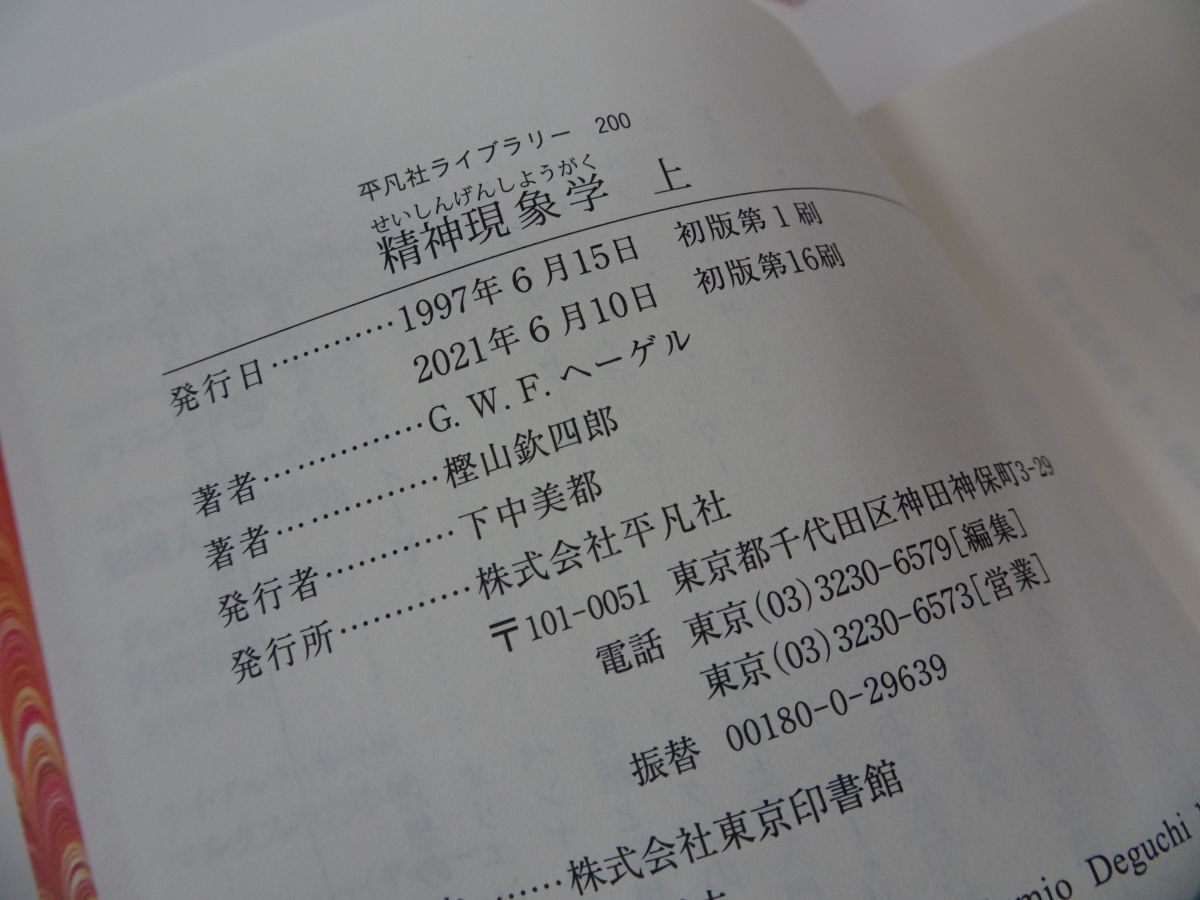 平凡社ライブラリー 200
せいしんげんしょうがく
精神現象学 上
発行日…………1997年6月15日 初版第1刷
2021年6月10日 初版第16刷
著者……………G. W. F. ヘーゲル
著者……………樫山欽四郎
発行者…………下中美都
発行所…………株式会社平凡社
〒101-0051 東京都千代田区神田神保町3-29
電話 東京(03)3230-6579[編集]
東京(03)3230-6573[営業]
振替 00180-0-29639
……株式会社東京印書館
Deguchi